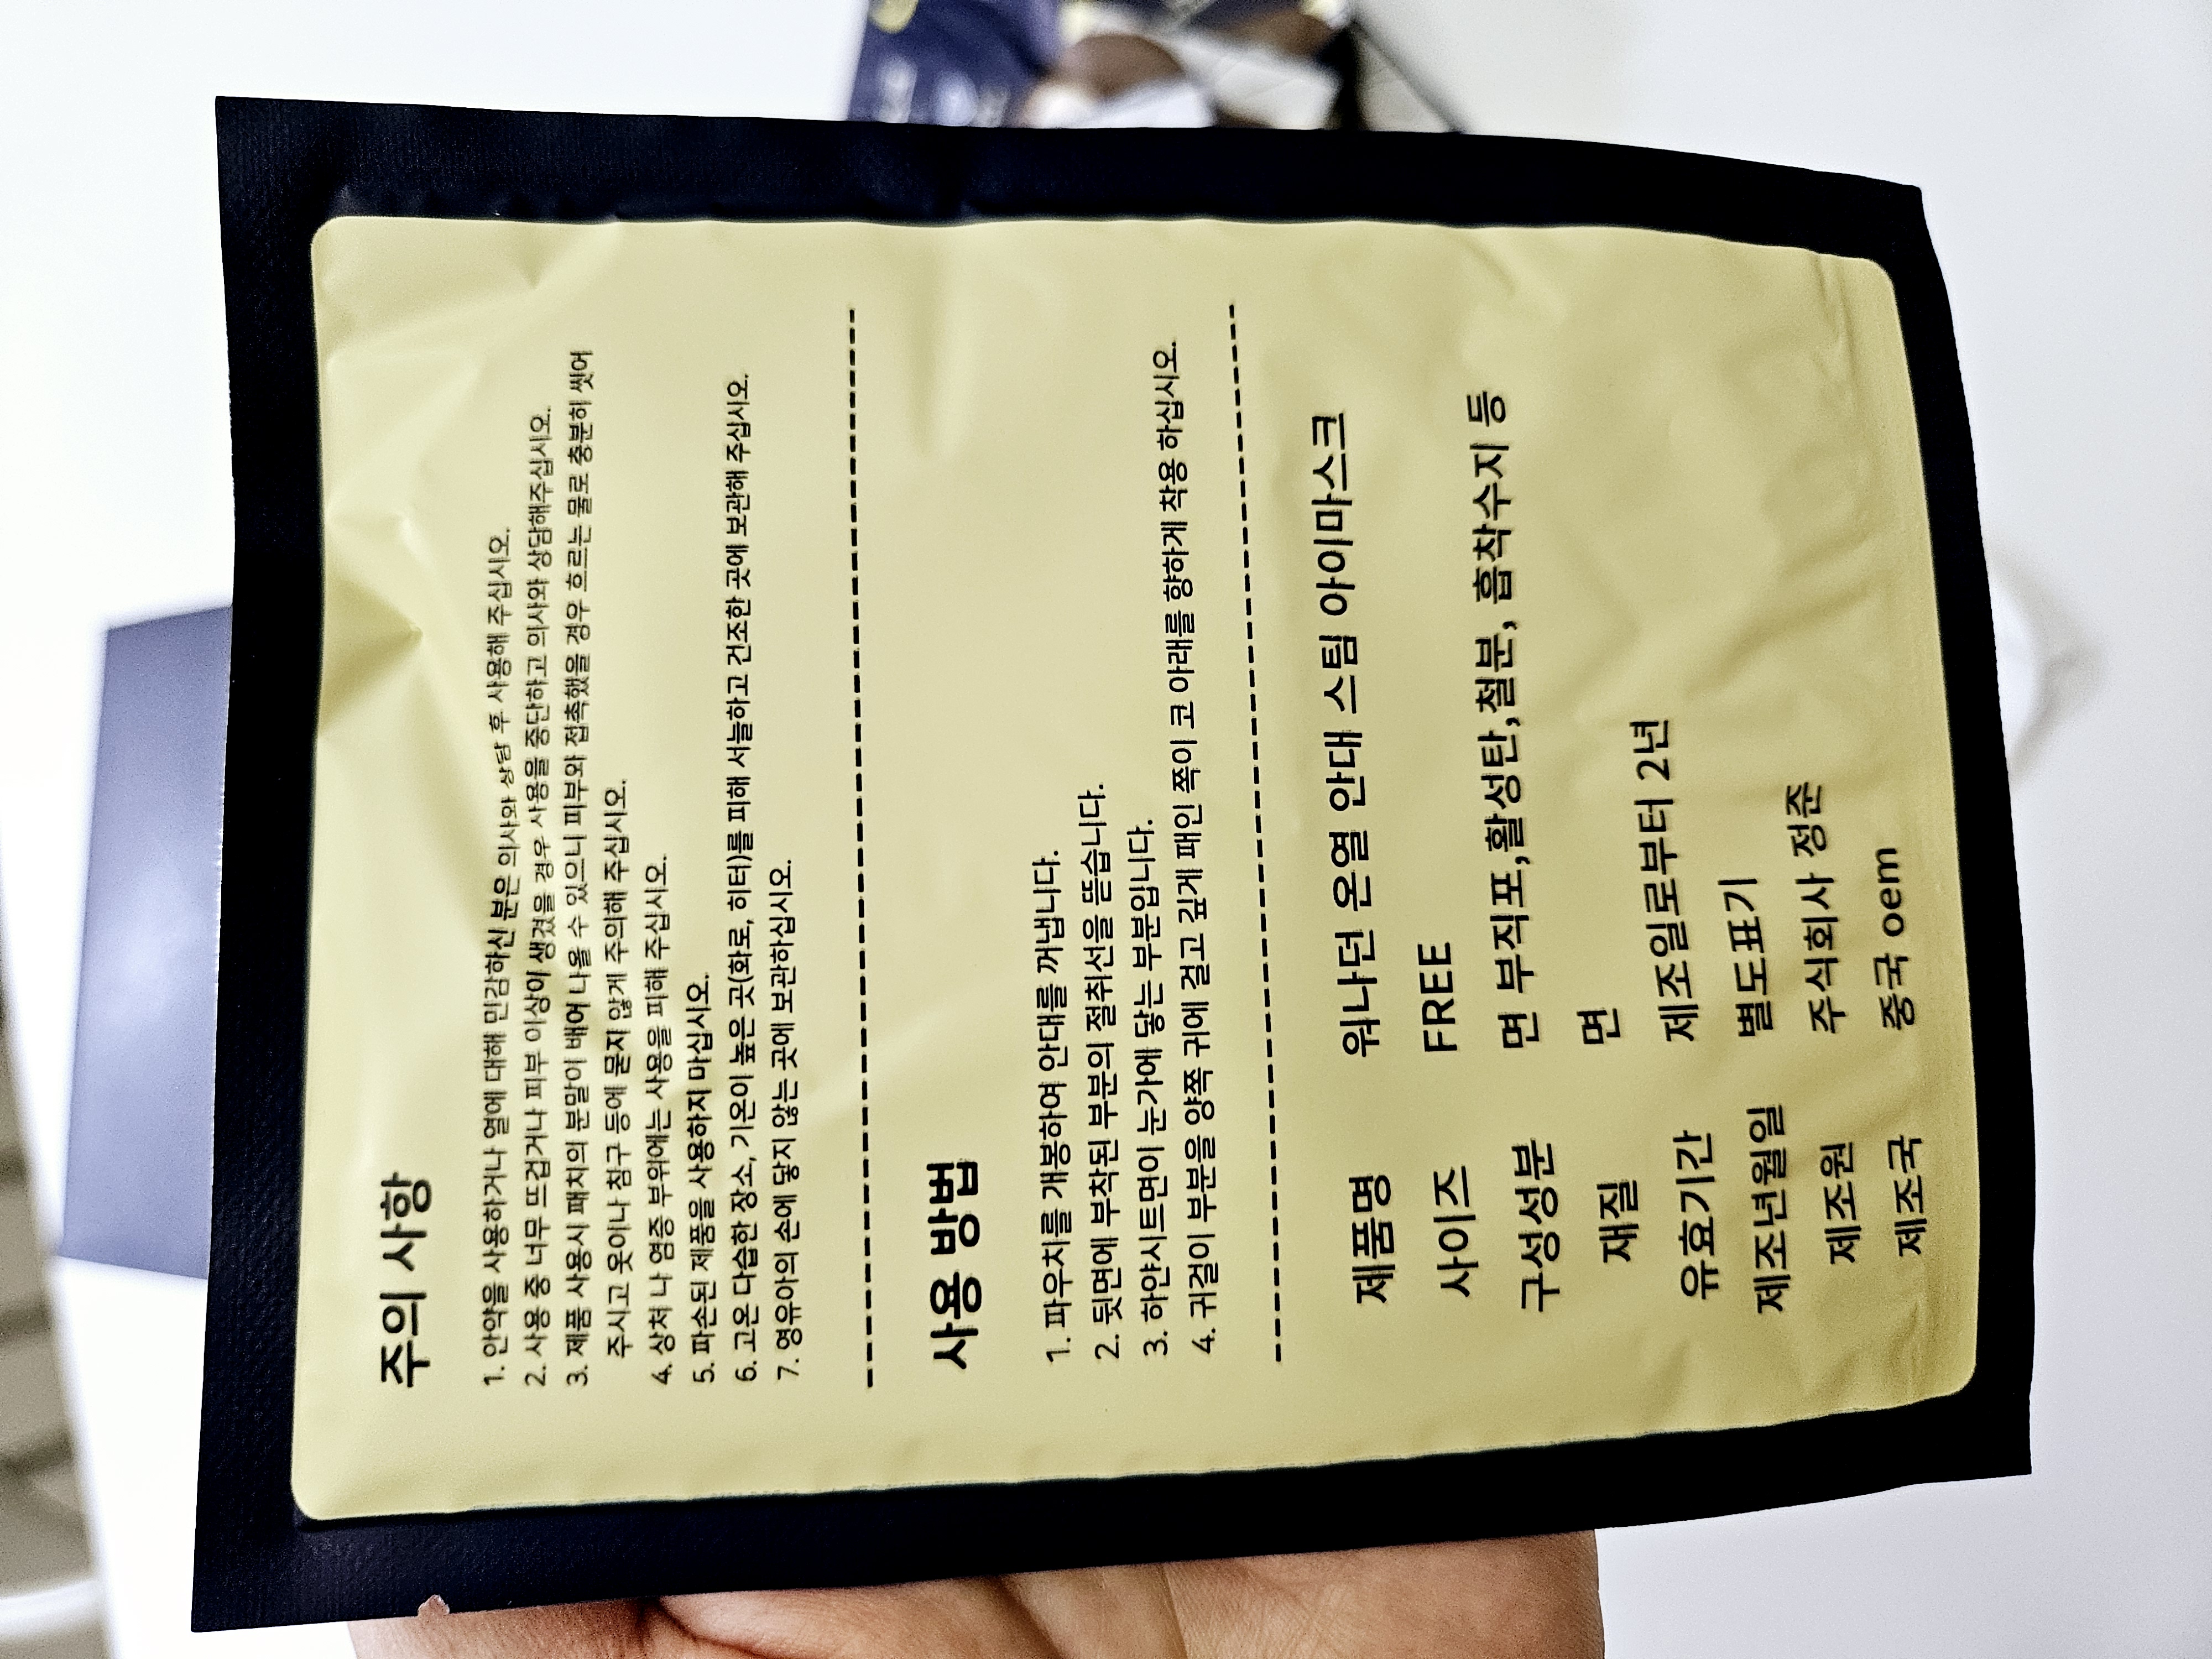 주의 사항
1. 안약을 사용하거나 열에 대해 민감하신 분은 의사와 상담 후 사용해 주십시오.
2. 사용 중 너무 뜨겁거나 피부 이상이 생겼을 경우 사용을 중단하고 의사와 상담해주십시오.
3. 제품 사용시 패치의 분말이 배어 나올 수 있으니 피부와 접촉했을 경우 흐르는 물로 충분히 씻어
주시고 옷이나 침구 등에 묻지 않게 주의해 주십시오.
4. 상처 나 염증 부위에는 사용을 피해 주십시오.
5. 파손된 제품을 사용하지 마십시오.
6. 고온 다습한 장소, 기온이 높은 곳(화로, 히터)를 피해 서늘하고 건조한 곳에 보관해 주십시오.
7. 영유아의 손에 닿지 않는 곳에 보관하십시오.
사용 방법
1. 파우치를 개봉하여 안대를 꺼냅니다.
2. 뒷면에 부착된 부분의 절취선을 뜯습니다.
3. 하얀시트면이 눈가에 닿는 부분입니다.
4. 귀걸이 부분을 양쪽 귀에 걸고 깊게 패인 쪽이 코 아래를 향하게 착용 하십시오.
제품명 워나던 온열 안대 스팀 아이마스크
사이즈 FREE
구성성분 면 부직포,활성탄,철분, 흡착수지 등
재질 면
유효기간 제조일로부터 2년
제조년월일 별도표기
제조원 주식회사 정준
제조국 중국 oem